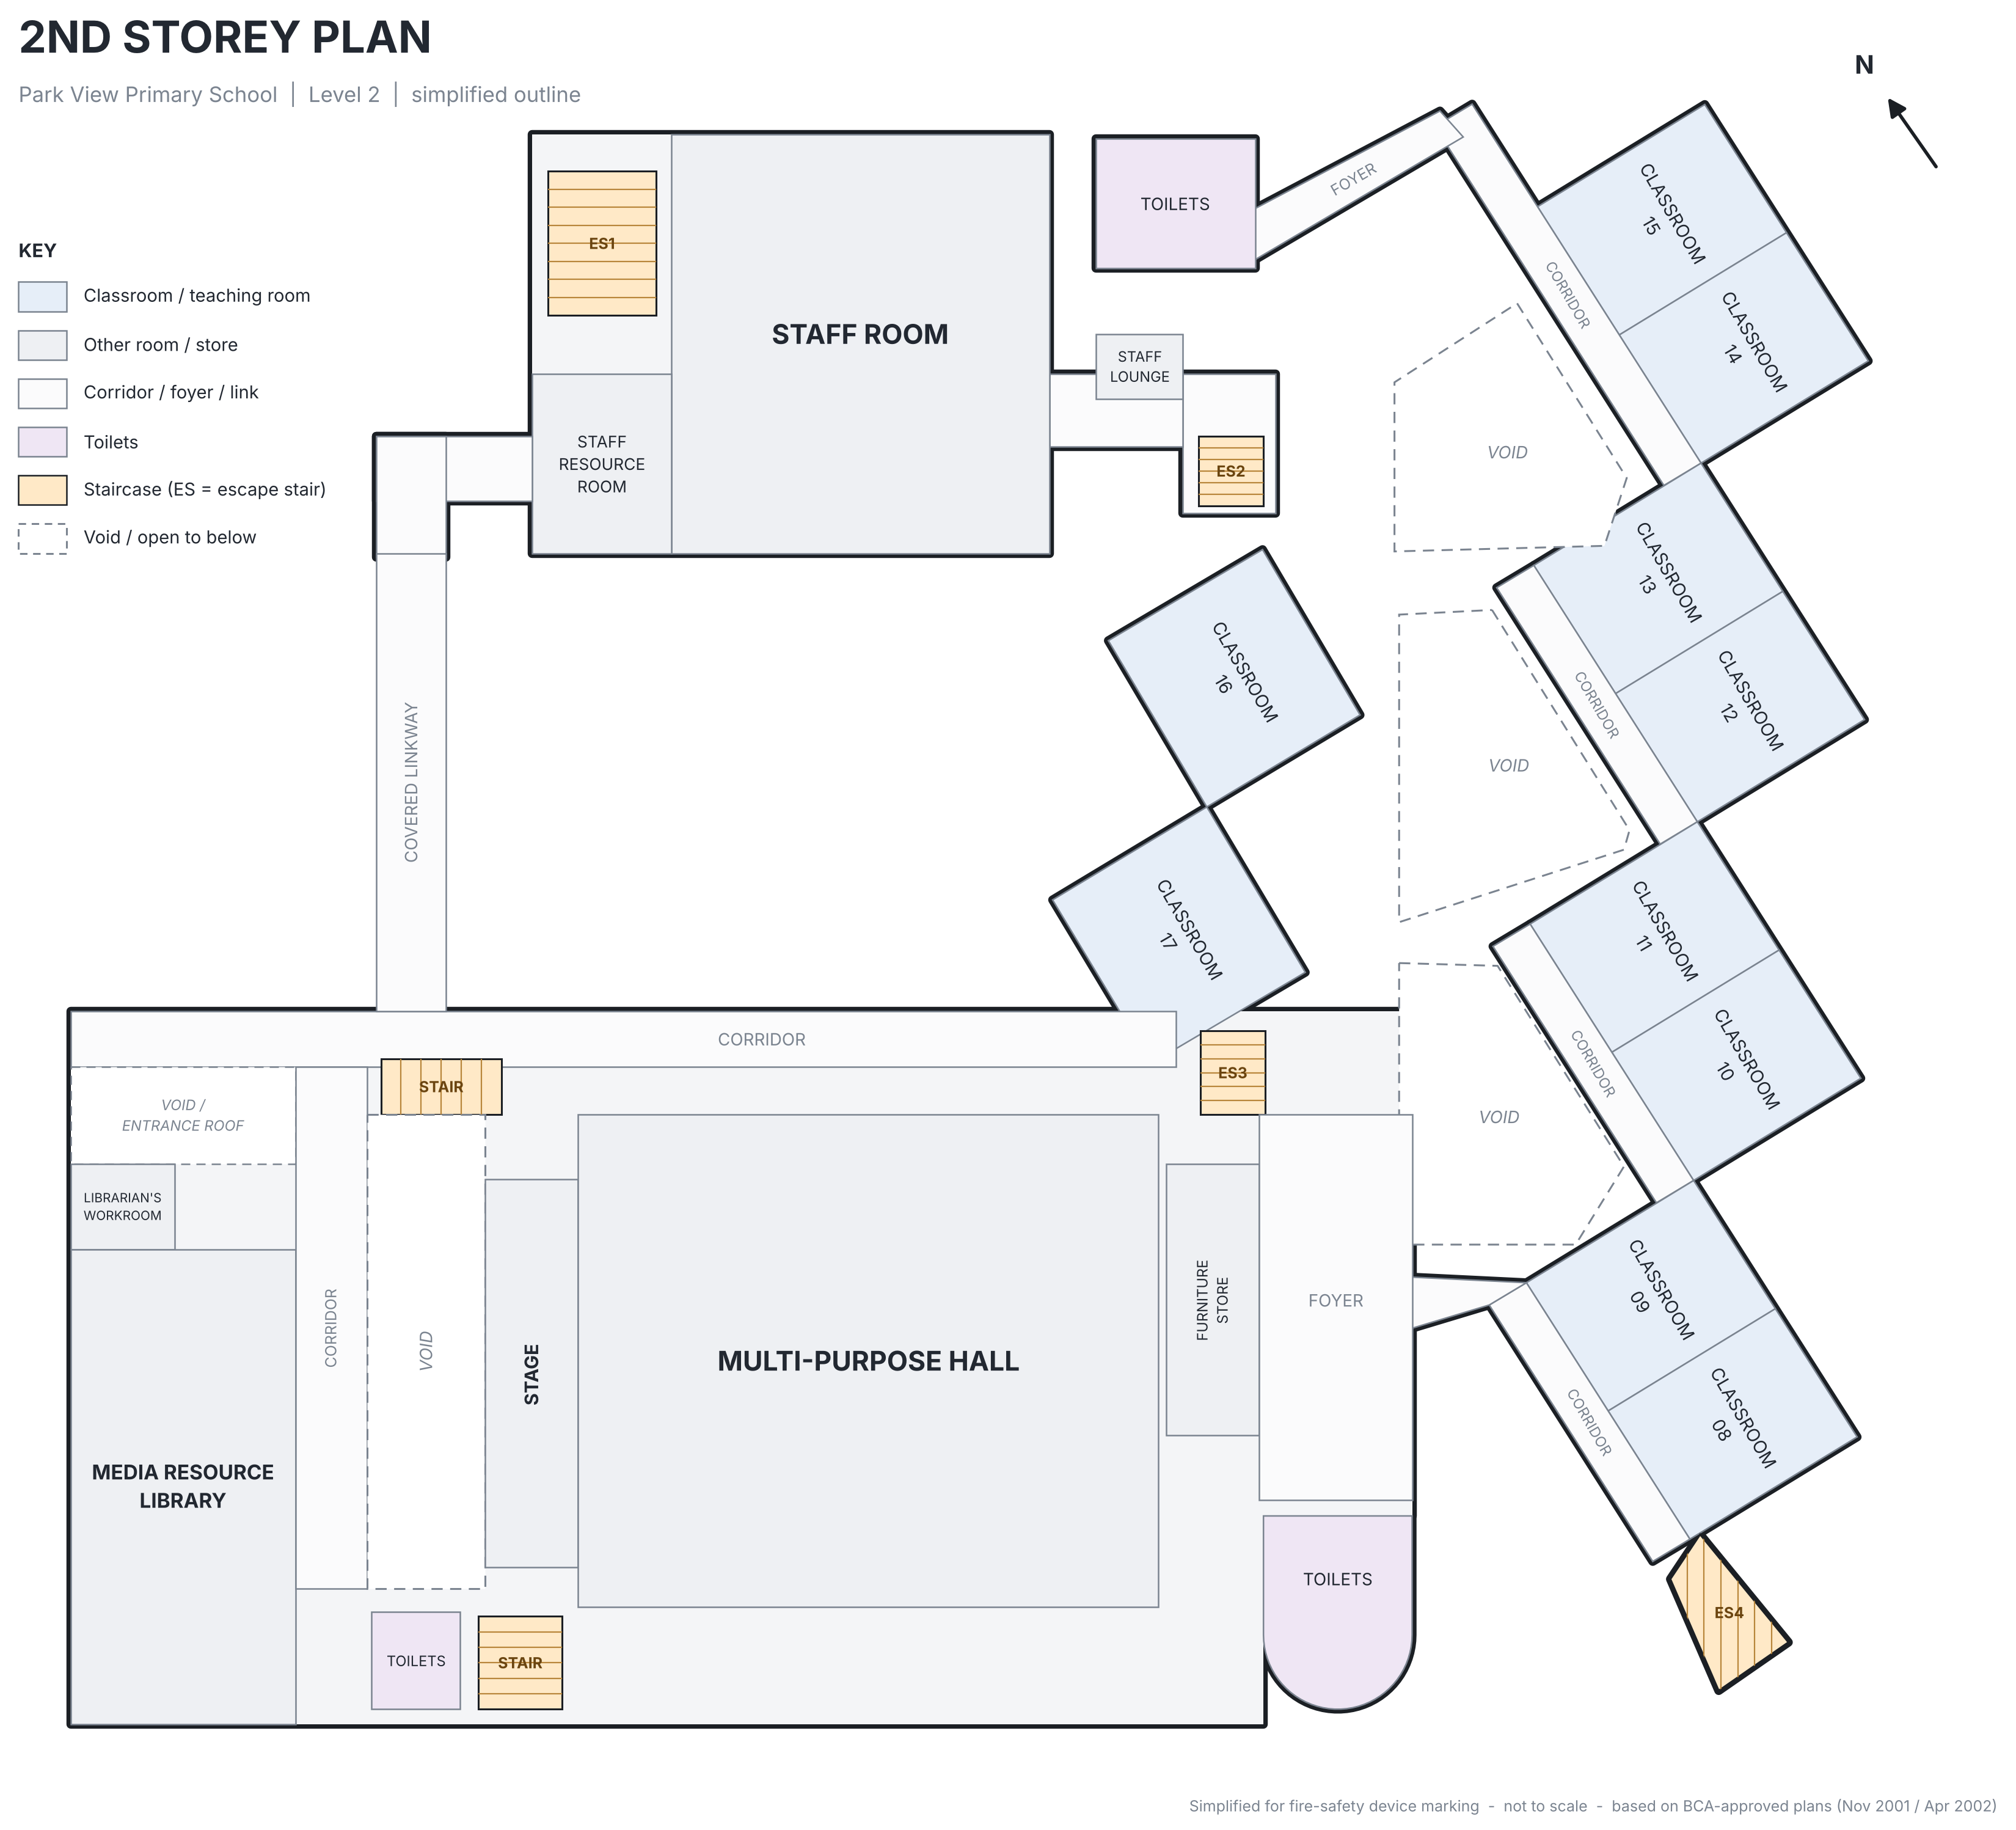 2ND STOREY PLAN
Park View Primary School | Level 2 | simplified outline
N
KEY
Classroom / teaching room
Other room / store
Corridor / foyer / link
Toilets
Staircase (ES = escape stair)
Void / open to below
ES1
STAFF ROOM
STAFF
RESOURCE
ROOM
TOILETS
FOYER
STAFF
LOUNGE
ES2
CORRIDOR
CLASSROOM
15
CLASSROOM
14
VOID
CLASSROOM
13
CLASSROOM
12
CORRIDOR
VOID
CLASSROOM
16
CLASSROOM
17
COVERED LINKWAY
CLASSROOM
11
CLASSROOM
10
CORRIDOR
VOID
CORRIDOR
STAIR
ES3
VOID /
ENTRANCE ROOF
LIBRARIAN'S
WORKROOM
CORRIDOR
VOID
STAGE
MULTI-PURPOSE HALL
FURNITURE
STORE
FOYER
CLASSROOM
09
CLASSROOM
08
CORRIDOR
MEDIA RESOURCE
LIBRARY
TOILETS
STAIR
TOILETS
ES4
Simplified for fire-safety device marking - not to scale - based on BCA-approved plans (Nov 2001 / Apr 2002)